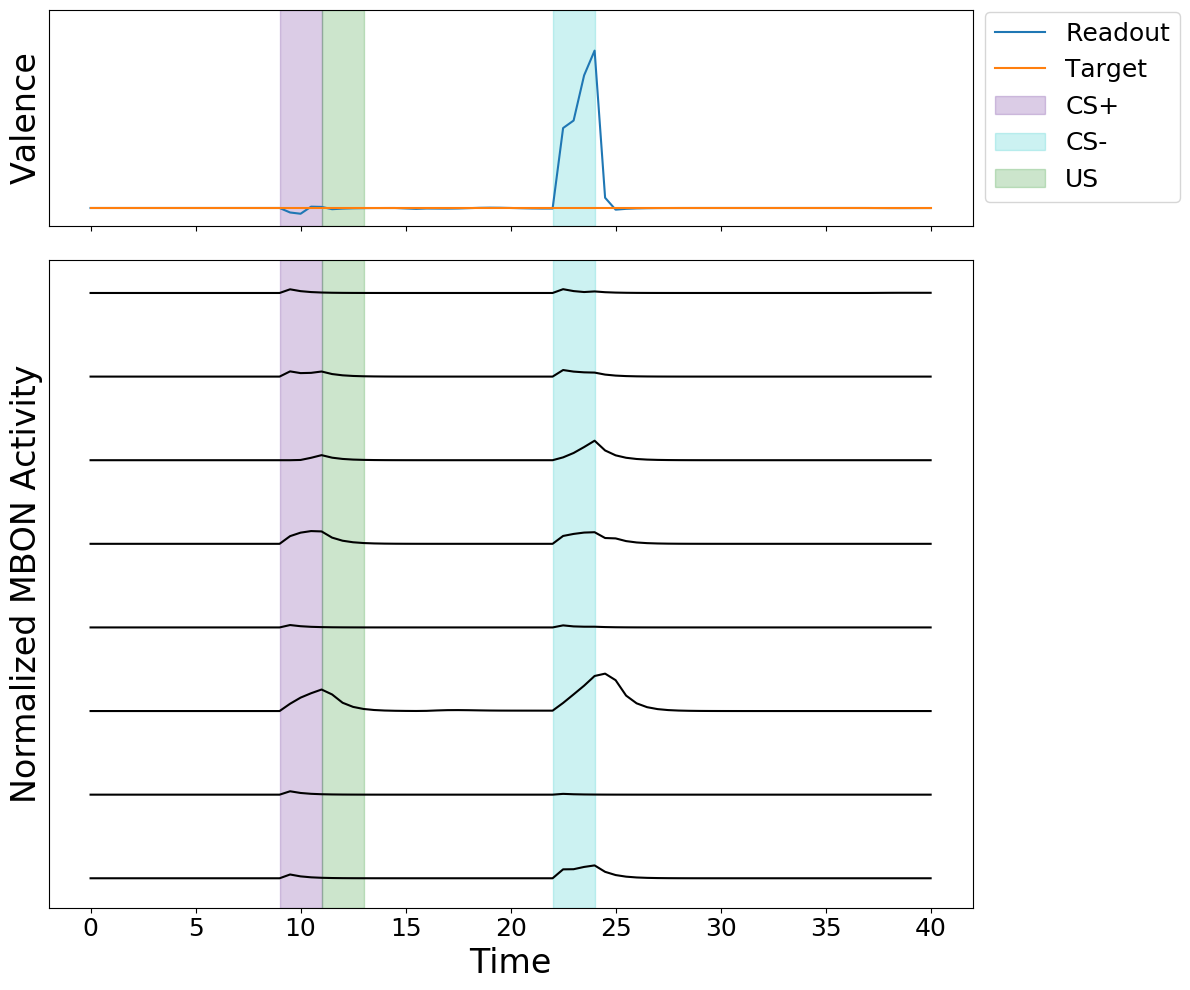 Valence
Readout
Target
CS+
CS-
US
Normalized MBON Activity
0 5 10 15 20 25 30 35 40
Time